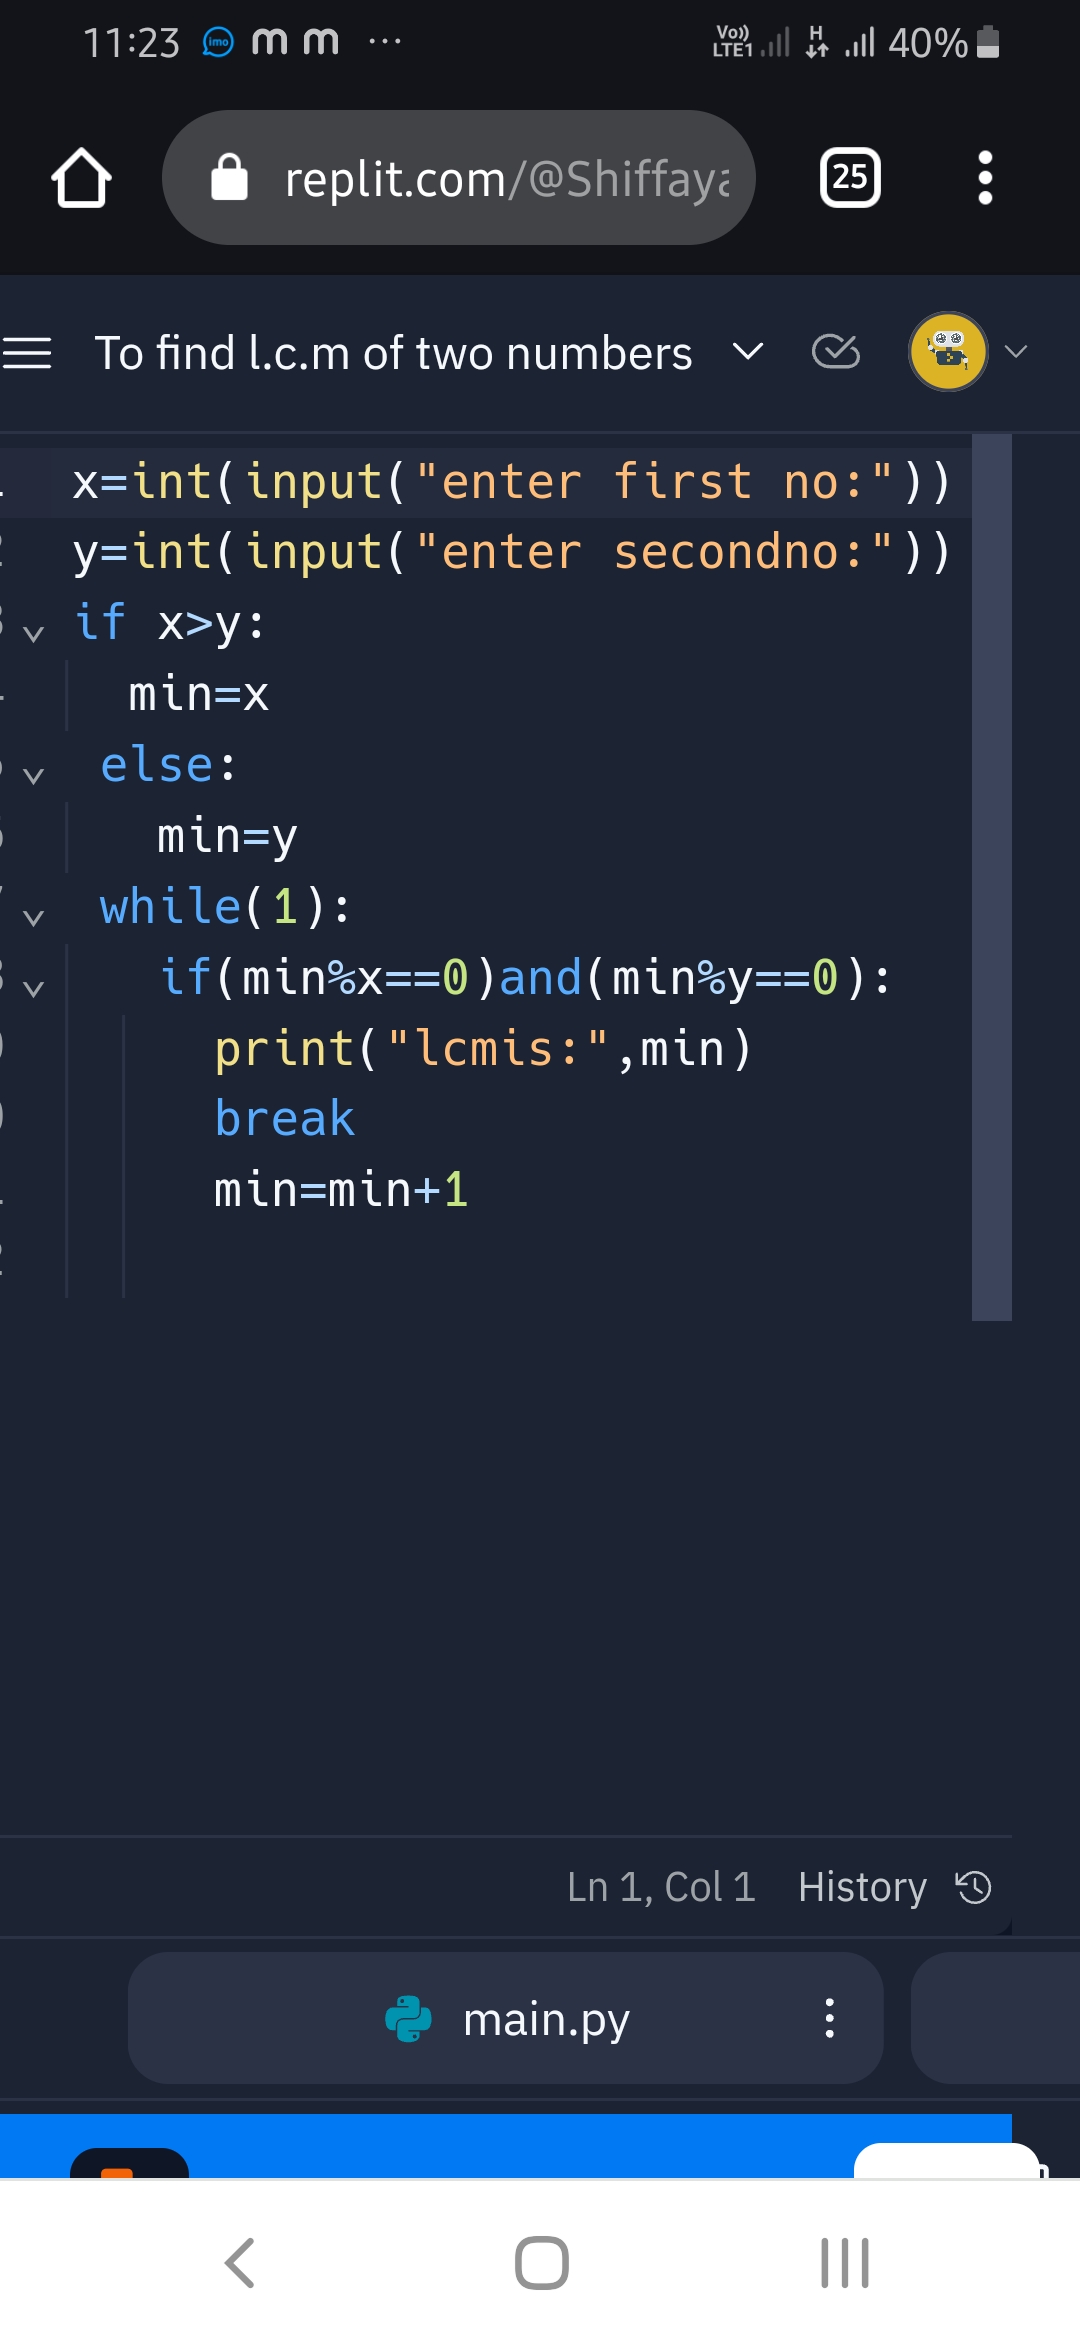 11:23 imo m m ... Vo)) LTE1 H 40%
replit.com/@Shiffaya 25
To find l.c.m of two numbers
x=int(input("enter first no:"))
y=int(input("enter secondno:"))
if x>y:
min=x
else:
min=y
while(1):
if(min%x==0)and(min%y==0):
print("lcmis:",min)
break
min=min+1
Ln 1, Col 1 History
main.py